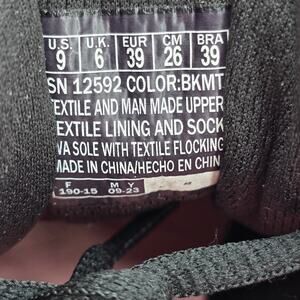 U.S. U.K. EUR CM BRA
9 6 39 26 39
SN 12592 COLOR:BKMT
TEXTILE AND MAN MADE UPPER
TEXTILE LINING AND SOCK
EVA SOLE WITH TEXTILE FLOCKING
MADE IN CHINA/HECHO EN CHIN
F M Y
190-15 09-23